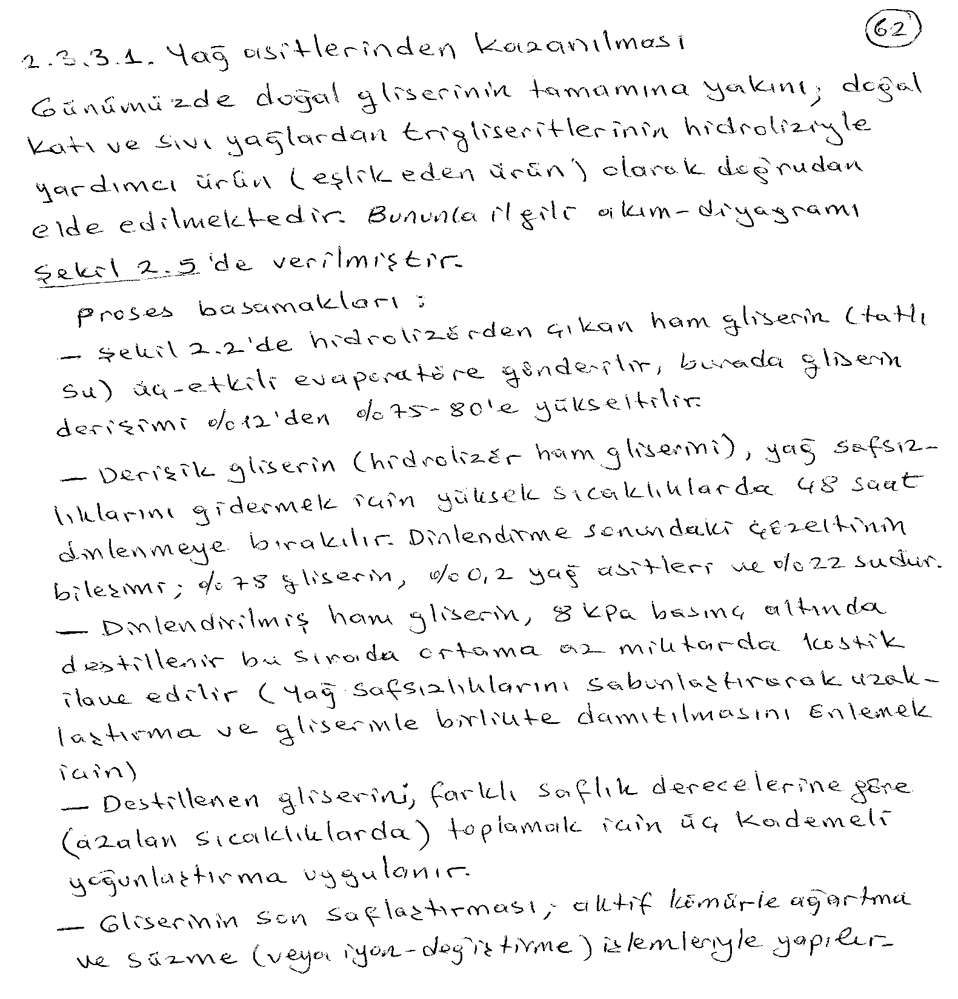 62
2.3.3.1. Yağ asitlerinden kazanılması
Günümüzde doğal gliserinin tamamına yakını; doğal
katı ve sıvı yağlardan trigliseritlerinin hidroliziyle
yardımcı ürün (eşlik eden ürün) olarak doğrudan
elde edilmektedir. Bununla ilgili akım-diyagramı
Şekil 2.5'de verilmiştir.
Proses basamakları:
— Şekil 2.2'de hidrolizörden çıkan ham gliserin (tatlı
su) üç-etkili evaporatöre gönderilir, burada gliserin
derişimi %12'den %75-80'e yükseltilir.
— Derişik gliserin (hidrolizör ham gliserini), yağ safsız-
lıklarını gidermek için yüksek sıcaklıklarda 48 saat
dinlenmeye bırakılır. Dinlendirme sonundaki çözeltinin
bileşimi; %78 gliserin, %0,2 yağ asitleri ve %22 sudur.
— Dinlendirilmiş ham gliserin, 8 kPa basınç altında
destillenir bu sırada ortama az miktarda kostik
ilave edilir (Yağ safsızlıklarını sabunlaştırarak uzak-
laştırma ve gliserinle birlikte damıtılmasını önlemek
için)
— Destillenen gliserini, farklı saflık derecelerine göre
(azalan sıcaklıklarda) toplamak için üç kademeli
yoğunlaştırma uygulanır.
— Gliserinin son saflaştırması; aktif kömürle ağartma
ve süzme (veya iyon-değiştirme) işlemleriyle yapılır.